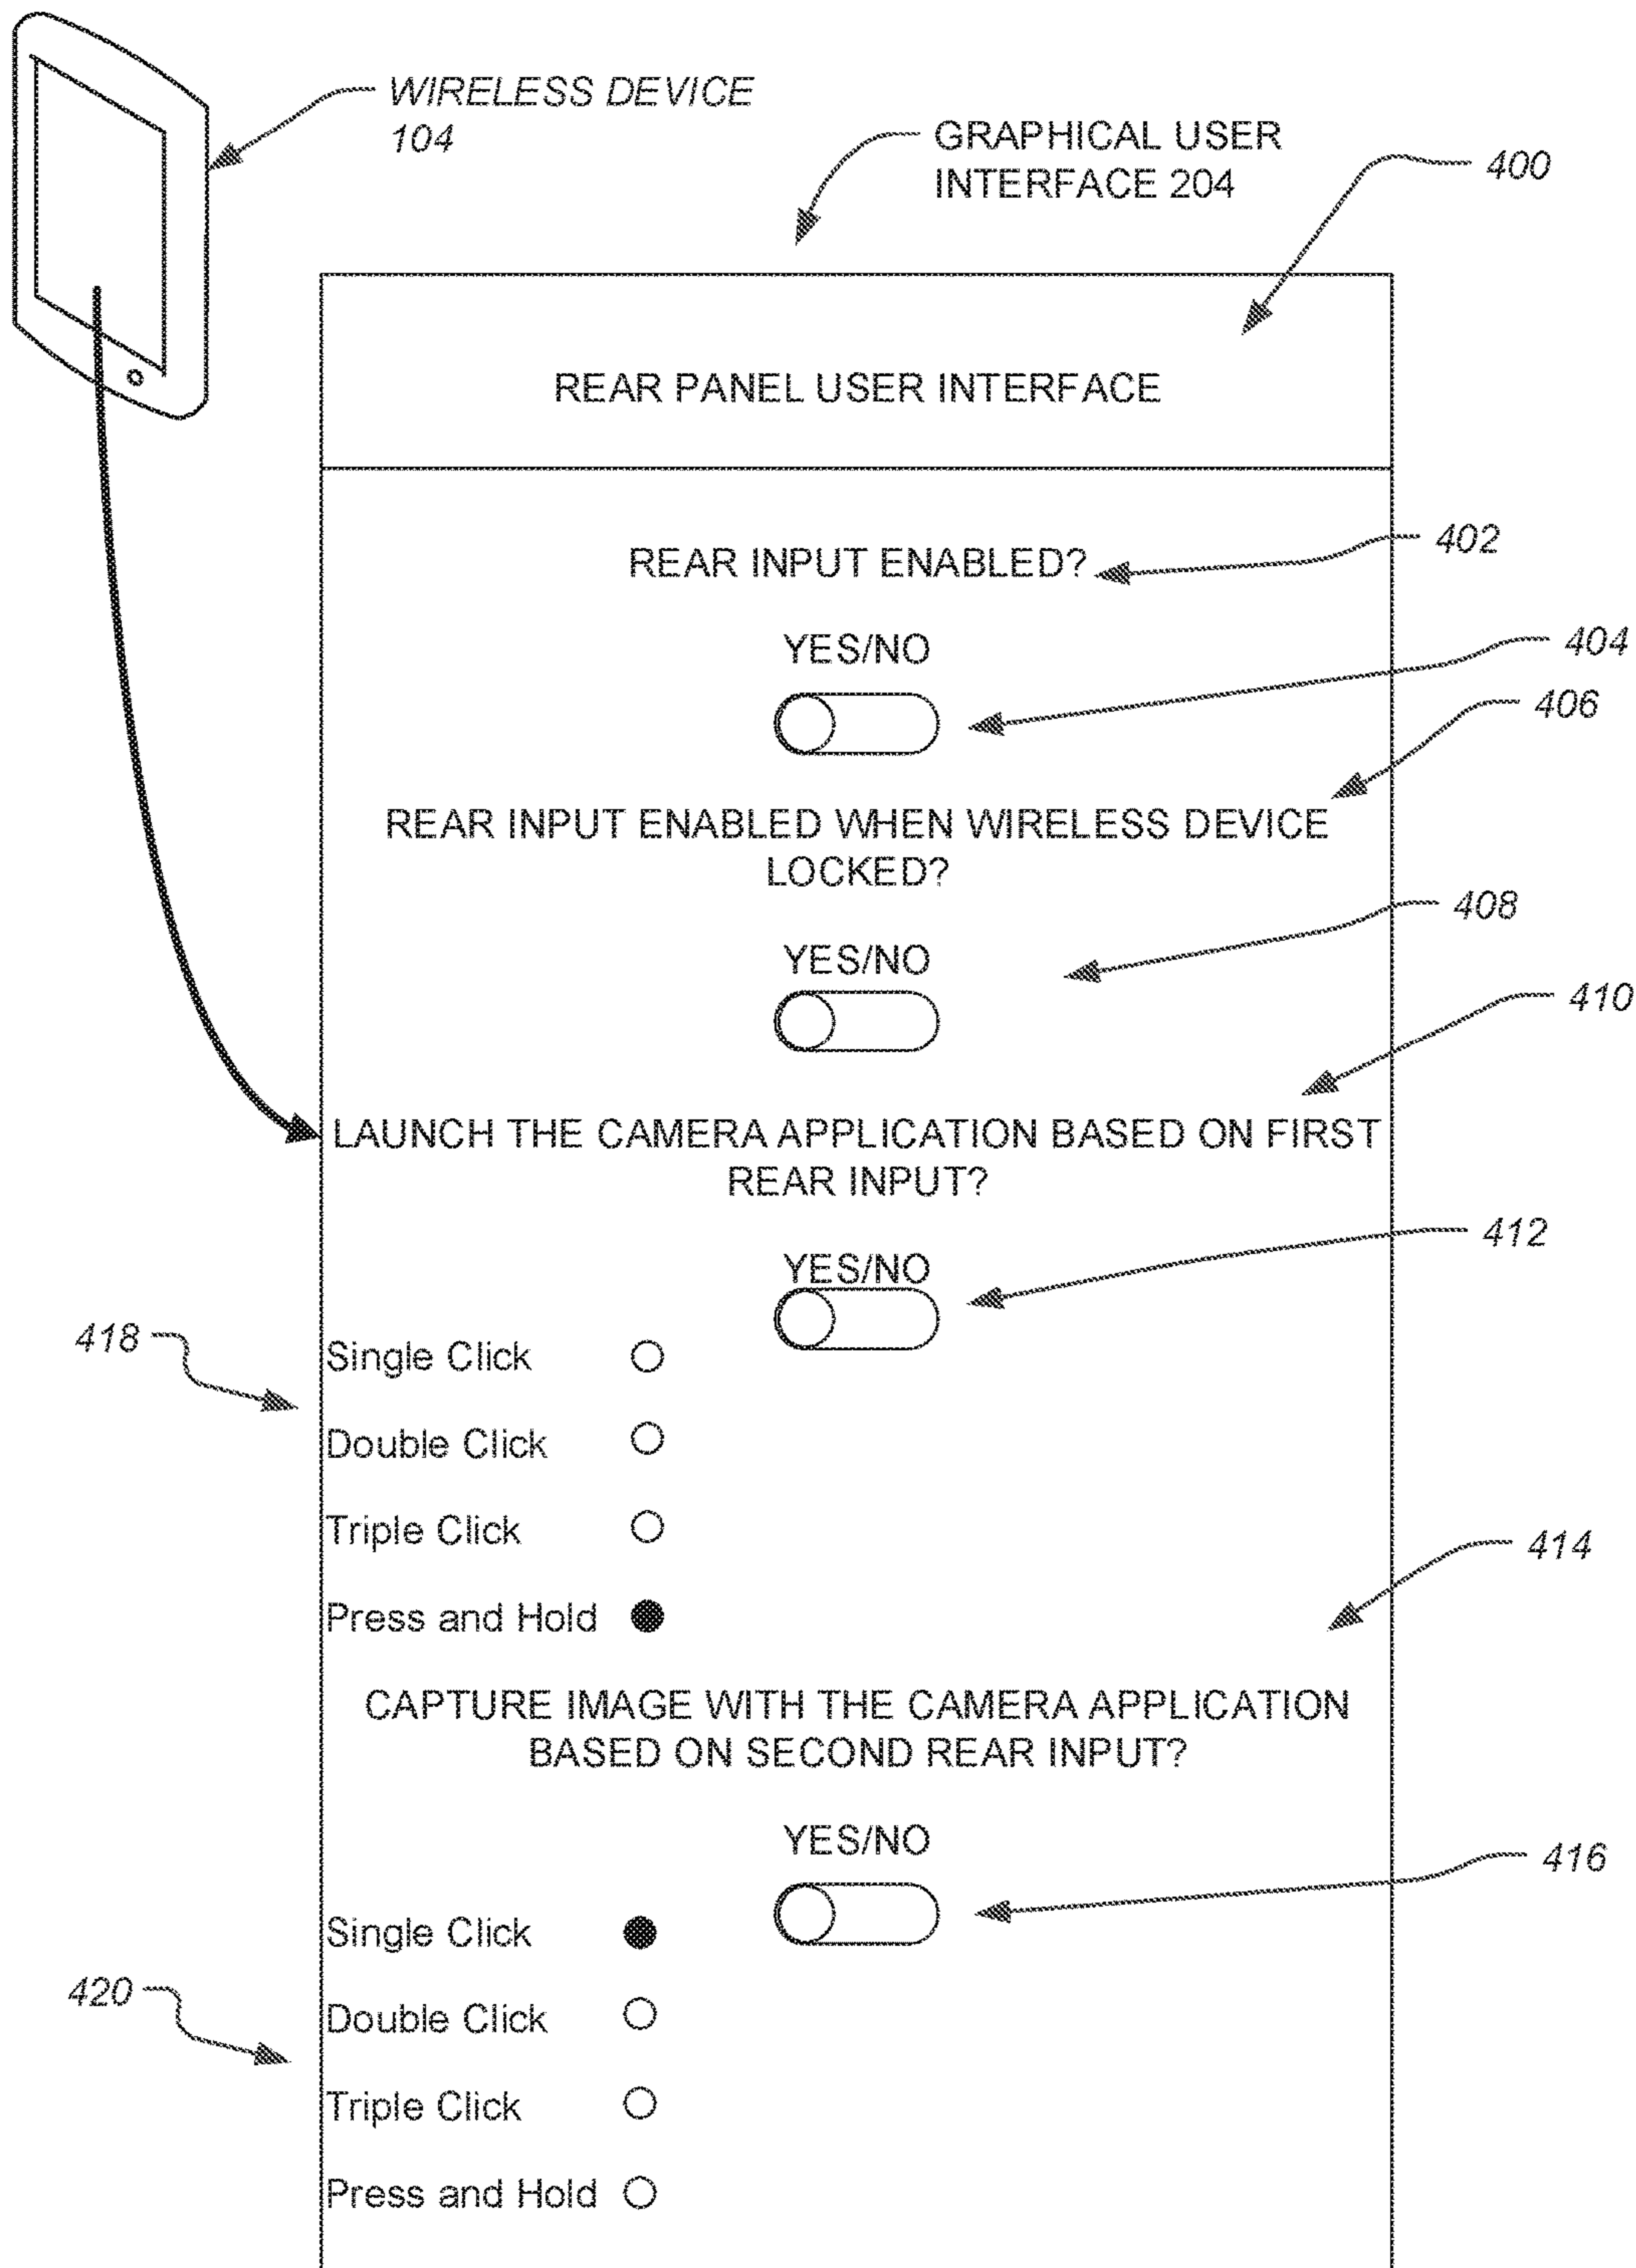 WIRELESS DEVICE
104
GRAPHICAL USER
INTERFACE 204
400
REAR PANEL USER INTERFACE
REAR INPUT ENABLED?
402
YES/NO
404
406
REAR INPUT ENABLED WHEN WIRELESS DEVICE
LOCKED?
408
YES/NO
410
LAUNCH THE CAMERA APPLICATION BASED ON FIRST
REAR INPUT?
412
YES/NO
418
Single Click
Double Click
Triple Click
414
Press and Hold
CAPTURE IMAGE WITH THE CAMERA APPLICATION
BASED ON SECOND REAR INPUT?
YES/NO
416
Single Click
420
Double Click
Triple Click
Press and Hold